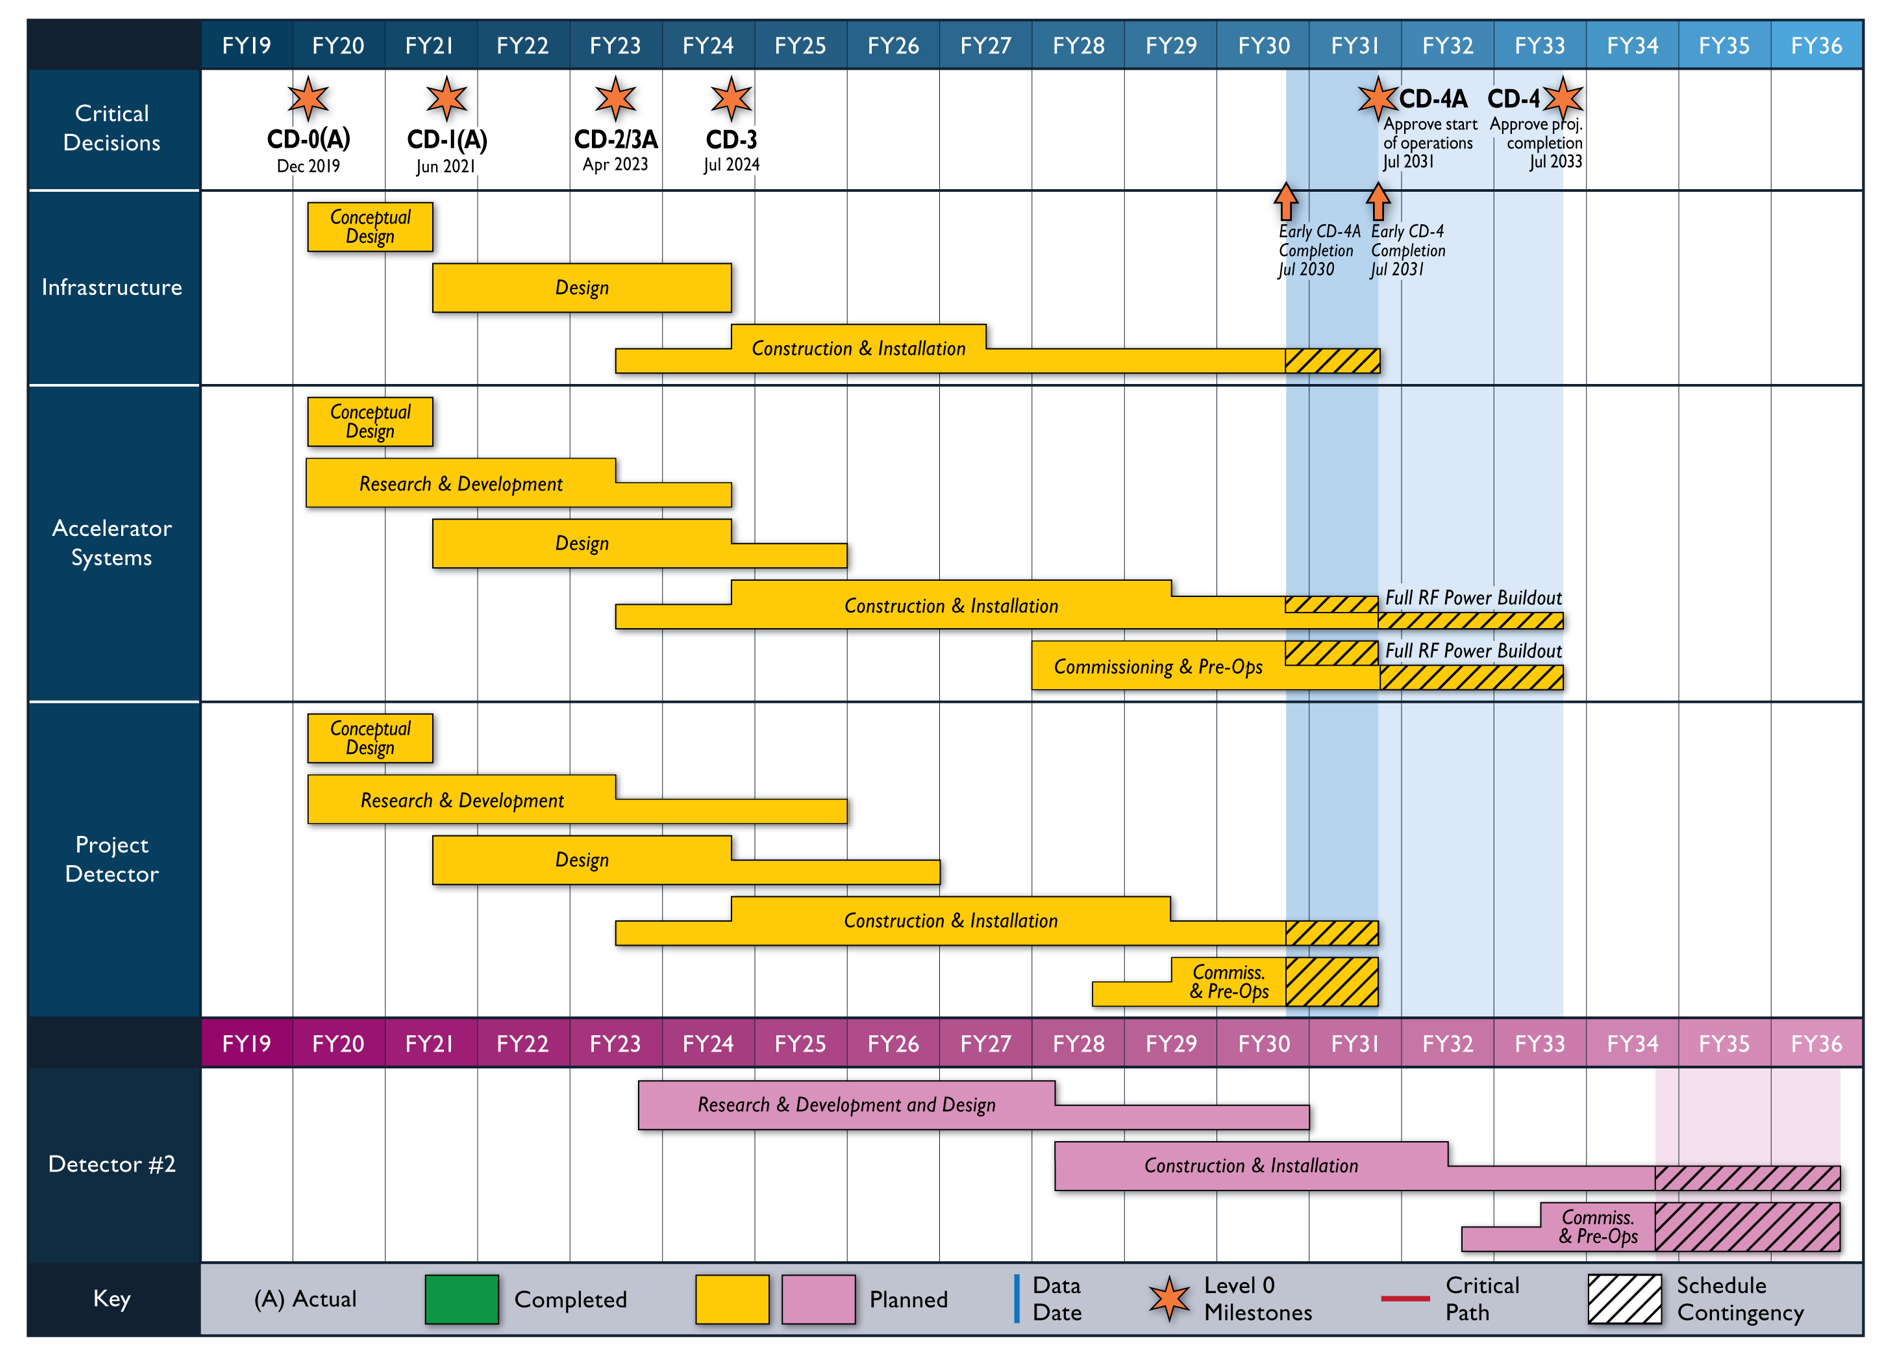 FY19 FY20 FY21 FY22 FY23 FY24 FY25 FY26 FY27 FY28 FY29 FY30 FY31 FY32 FY33 FY34 FY35 FY36
Critical
Decisions
CD-0(A)
Dec 2019
CD-1(A)
Jun 2021
CD-2/3A
Apr 2023
CD-3
Jul 2024
CD-4A
Approve start
of operations
Jul 2031
CD-4
Approve proj.
completion
Jul 2033
Infrastructure
Early CD-4A
Completion
Jul 2030
Early CD-4
Completion
Jul 2031
Conceptual
Design
Design
Construction & Installation
Accelerator
Systems
Conceptual
Design
Research & Development
Design
Construction & Installation
Full RF Power Buildout
Commissioning & Pre-Ops
Full RF Power Buildout
Project
Detector
Conceptual
Design
Research & Development
Design
Construction & Installation
Commiss.
& Pre-Ops
FY19 FY20 FY21 FY22 FY23 FY24 FY25 FY26 FY27 FY28 FY29 FY30 FY31 FY32 FY33 FY34 FY35 FY36
Detector #2
Research & Development and Design
Construction & Installation
Commiss.
& Pre-Ops
Key
(A) Actual
Completed
Planned
Data
Date
Level 0
Milestones
Critical
Path
Schedule
Contingency